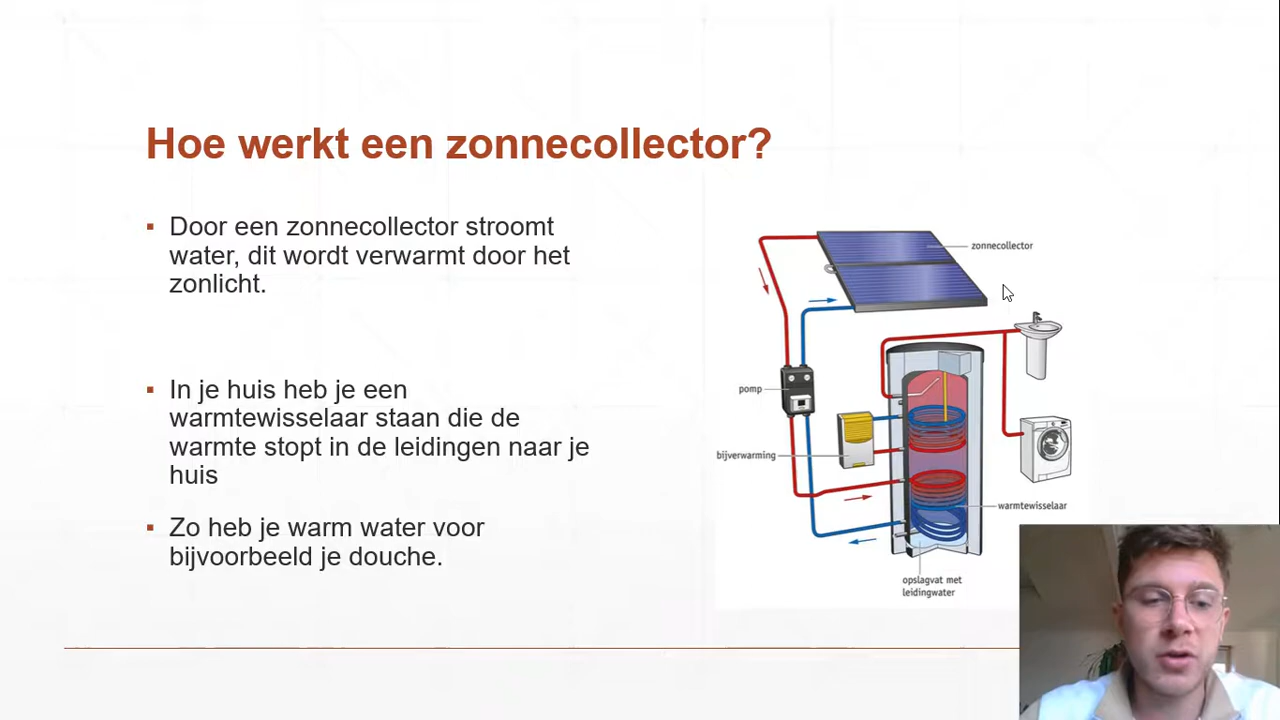 Hoe werkt een zonnecollector?
▪ Door een zonnecollector stroomt
water, dit wordt verwarmt door het
zonlicht.
▪ In je huis heb je een
warmtewisselaar staan die de
warmte stopt in de leidingen naar je
huis
▪ Zo heb je warm water voor
bijvoorbeeld je douche.
zonnecollector
pomp
bijverwarming
warmtewisselaar
opslagvat met
leidingwater